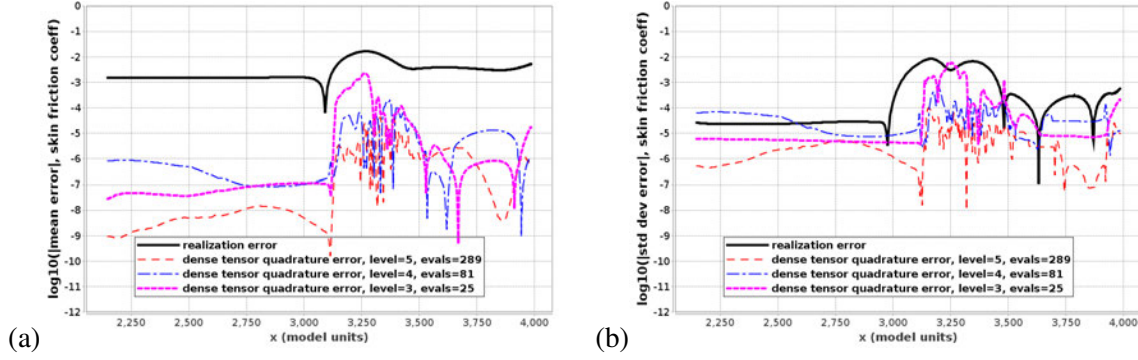 log10(|mean error|, skin friction coeff)
0
-1
-2
-3
-4
-5
-6
-7
-8
-9
-10
-11
-12
realization error
dense tensor quadrature error, level=5, evals=289
dense tensor quadrature error, level=4, evals=81
dense tensor quadrature error, level=3, evals=25
2,250 2,500 2,750 3,000 3,250 3,500 3,750 4,000
x (model units)
(a)
log10(|std dev error|, skin friction coeff)
0
-1
-2
-3
-4
-5
-6
-7
-8
-9
-10
-11
-12
realization error
dense tensor quadrature error, level=5, evals=289
dense tensor quadrature error, level=4, evals=81
dense tensor quadrature error, level=3, evals=25
2,250 2,500 2,750 3,000 3,250 3,500 3,750 4,000
x (model units)
(b)